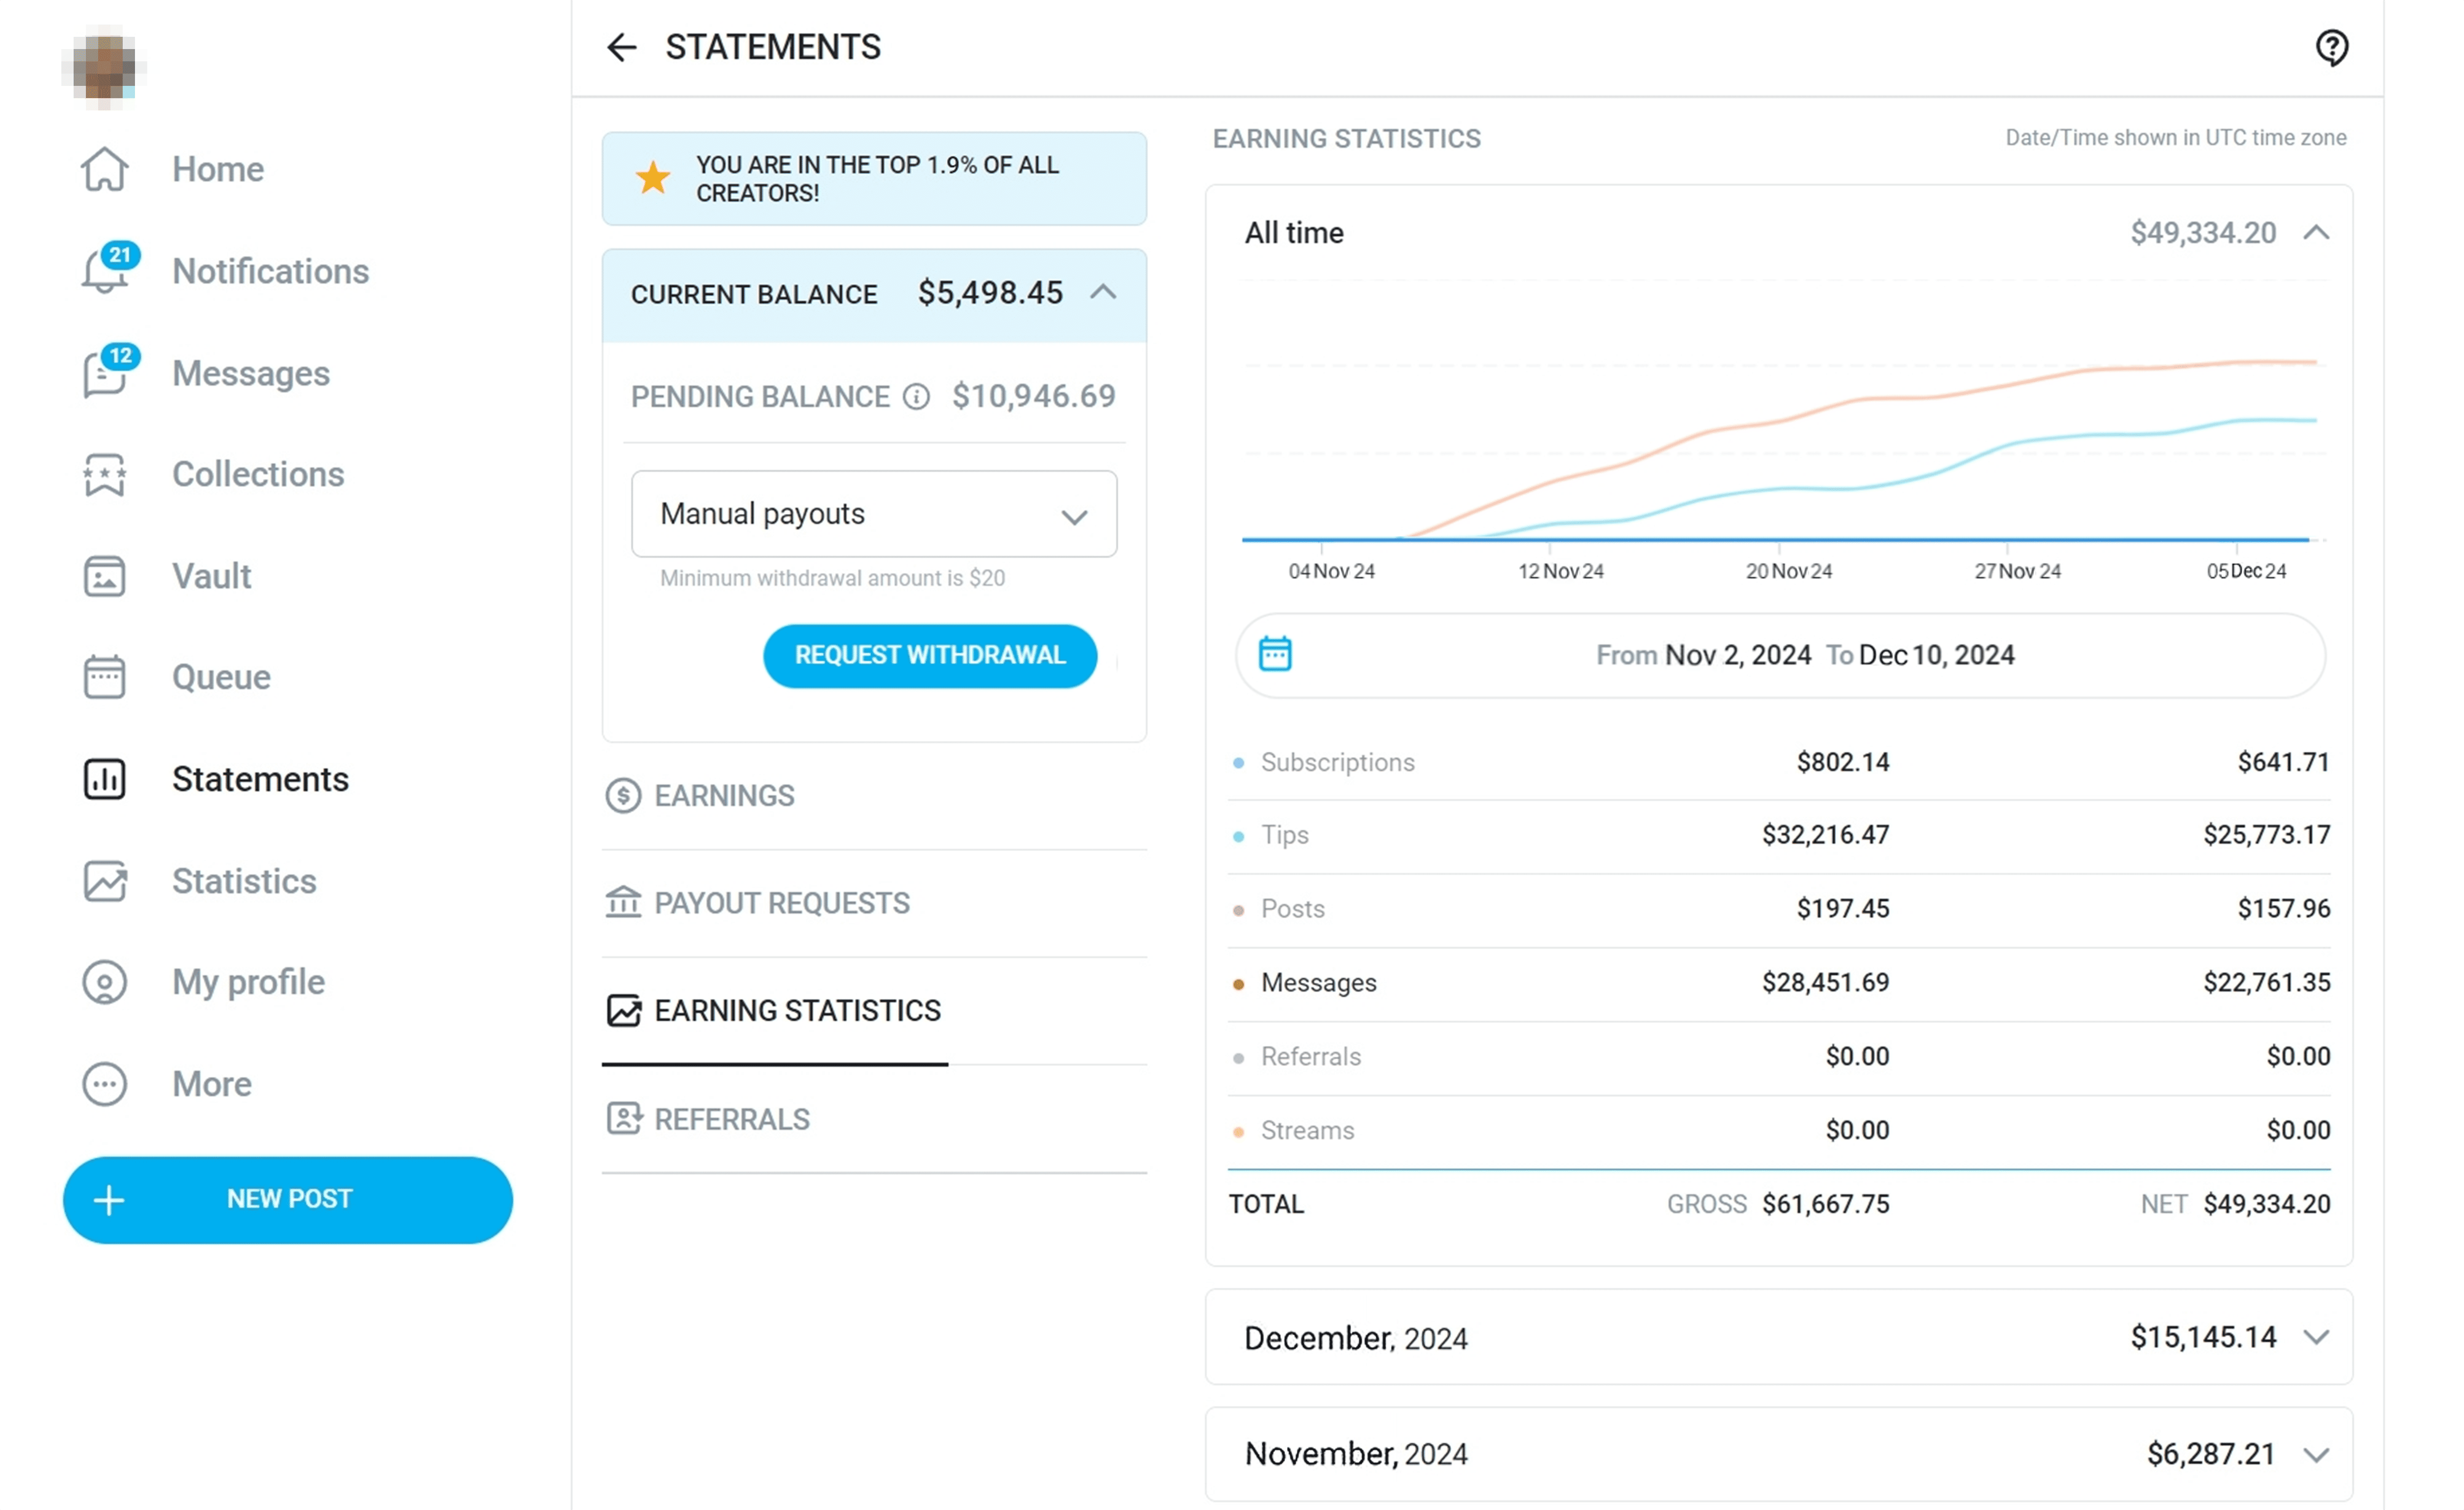 STATEMENTS
Home
21
Notifications
12
Messages
Collections
Vault
Queue
Statements
Statistics
My profile
More
NEW POST
YOU ARE IN THE TOP 1.9% OF ALL
CREATORS!
CURRENT BALANCE $5,498.45
PENDING BALANCE $10,946.69
Manual payouts
Minimum withdrawal amount is $20
REQUEST WITHDRAWAL
EARNINGS
PAYOUT REQUESTS
EARNING STATISTICS
REFERRALS
EARNING STATISTICS Date/Time shown in UTC time zone
All time $49,334.20
04 Nov 24 12 Nov 24 20 Nov 24 27 Nov 24 05 Dec 24
From Nov 2, 2024 To Dec 10, 2024
Subscriptions $802.14 $641.71
Tips $32,216.47 $25,773.17
Posts $197.45 $157.96
Messages $28,451.69 $22,761.35
Referrals $0.00 $0.00
Streams $0.00 $0.00
TOTAL GROSS $61,667.75 NET $49,334.20
December, 2024 $15,145.14
November, 2024 $6,287.21